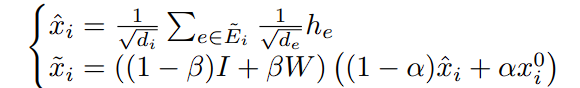 x̂_i = 1/√d_i ∑_{e∈Ẽ_i} 1/√d_e h_e
x̃_i = ((1 − β)I + βW) ((1 − α)x̂_i + αx_i^0)